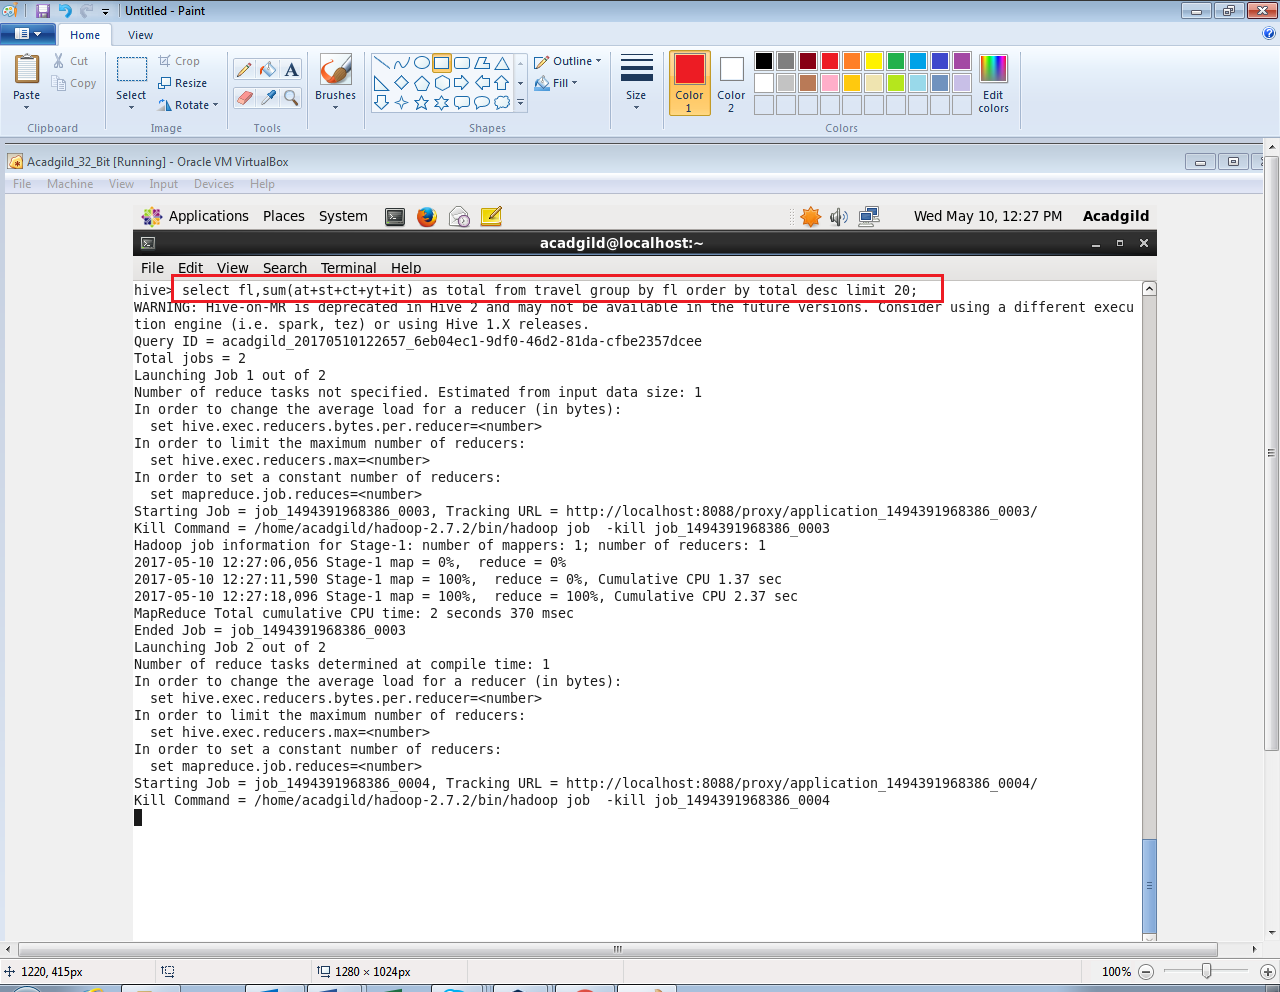 Untitled - Paint
Home
View
Paste
Cut
Copy
Clipboard
Select
Crop
Resize
Rotate
Image
A
Tools
Brushes
Outline
Fill
Shapes
Size
Color
1
Color
2
Edit
colors
Colors
Acadgild_32_Bit [Running] - Oracle VM VirtualBox
File Machine View Input Devices Help
Applications Places System
Wed May 10, 12:27 PM Acadgild
acadgild@localhost:~
File Edit View Search Terminal Help
hive> select fl,sum(at+st+ct+yt+it) as total from travel group by fl order by total desc limit 20;
WARNING: Hive-on-MR is deprecated in Hive 2 and may not be available in the future versions. Consider using a different execu
tion engine (i.e. spark, tez) or using Hive 1.X releases.
Query ID = acadgild_20170510122657_6eb04ec1-9df0-46d2-81da-cfbe2357dcee
Total jobs = 2
Launching Job 1 out of 2
Number of reduce tasks not specified. Estimated from input data size: 1
In order to change the average load for a reducer (in bytes):
  set hive.exec.reducers.bytes.per.reducer=<number>
In order to limit the maximum number of reducers:
  set hive.exec.reducers.max=<number>
In order to set a constant number of reducers:
  set mapreduce.job.reduces=<number>
Starting Job = job_1494391968386_0003, Tracking URL = http://localhost:8088/proxy/application_1494391968386_0003/
Kill Command = /home/acadgild/hadoop-2.7.2/bin/hadoop job  -kill job_1494391968386_0003
Hadoop job information for Stage-1: number of mappers: 1; number of reducers: 1
2017-05-10 12:27:06,056 Stage-1 map = 0%,  reduce = 0%
2017-05-10 12:27:11,590 Stage-1 map = 100%,  reduce = 0%, Cumulative CPU 1.37 sec
2017-05-10 12:27:18,096 Stage-1 map = 100%,  reduce = 100%, Cumulative CPU 2.37 sec
MapReduce Total cumulative CPU time: 2 seconds 370 msec
Ended Job = job_1494391968386_0003
Launching Job 2 out of 2
Number of reduce tasks determined at compile time: 1
In order to change the average load for a reducer (in bytes):
  set hive.exec.reducers.bytes.per.reducer=<number>
In order to limit the maximum number of reducers:
  set hive.exec.reducers.max=<number>
In order to set a constant number of reducers:
  set mapreduce.job.reduces=<number>
Starting Job = job_1494391968386_0004, Tracking URL = http://localhost:8088/proxy/application_1494391968386_0004/
Kill Command = /home/acadgild/hadoop-2.7.2/bin/hadoop job  -kill job_1494391968386_0004
1220, 415px
1280 × 1024px
100%